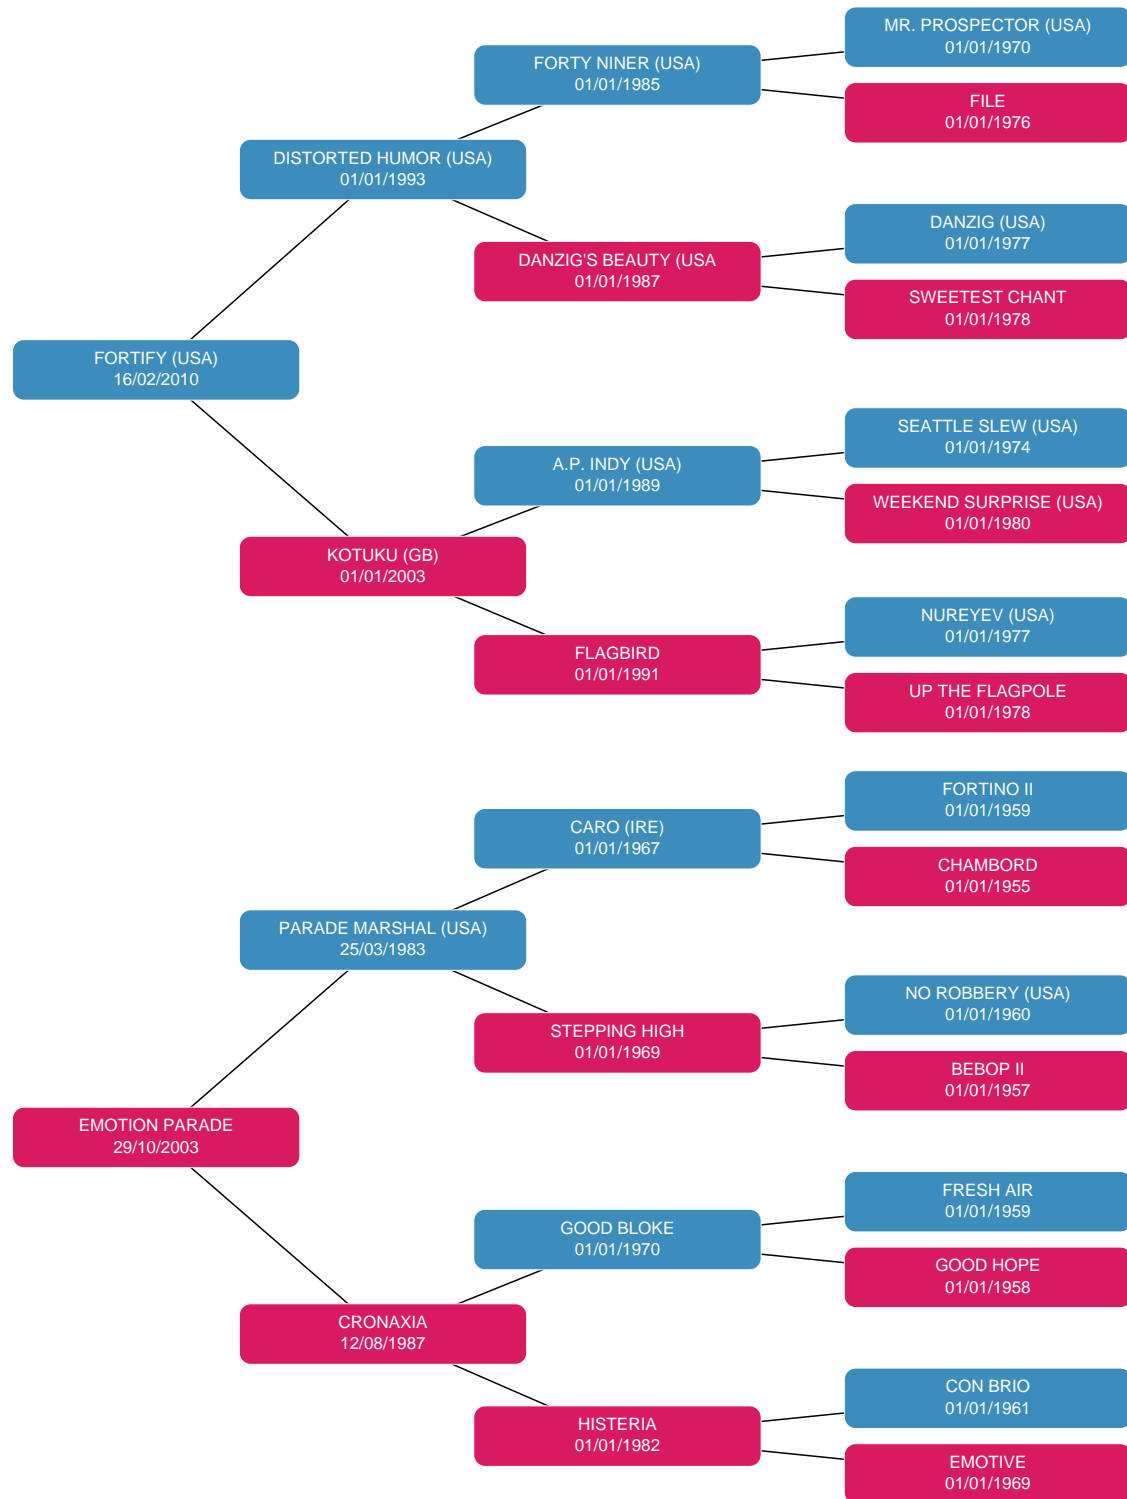 MR. PROSPECTOR (USA)
01/01/1970
FORTY NINER (USA)
01/01/1985
FILE
01/01/1976
DISTORTED HUMOR (USA)
01/01/1993
DANZIG (USA)
01/01/1977
DANZIG'S BEAUTY (USA
01/01/1987
SWEETEST CHANT
01/01/1978
FORTIFY (USA)
16/02/2010
SEATTLE SLEW (USA)
01/01/1974
A.P. INDY (USA)
01/01/1989
WEEKEND SURPRISE (USA)
01/01/1980
KOTUKU (GB)
01/01/2003
NUREYEV (USA)
01/01/1977
FLAGBIRD
01/01/1991
UP THE FLAGPOLE
01/01/1978
FORTINO II
01/01/1959
CARO (IRE)
01/01/1967
CHAMBORD
01/01/1955
PARADE MARSHAL (USA)
25/03/1983
NO ROBBERY (USA)
01/01/1960
STEPPING HIGH
01/01/1969
BEBOP II
01/01/1957
EMOTION PARADE
29/10/2003
FRESH AIR
01/01/1959
GOOD BLOKE
01/01/1970
GOOD HOPE
01/01/1958
CRONAXIA
12/08/1987
CON BRIO
01/01/1961
HISTERIA
01/01/1982
EMOTIVE
01/01/1969